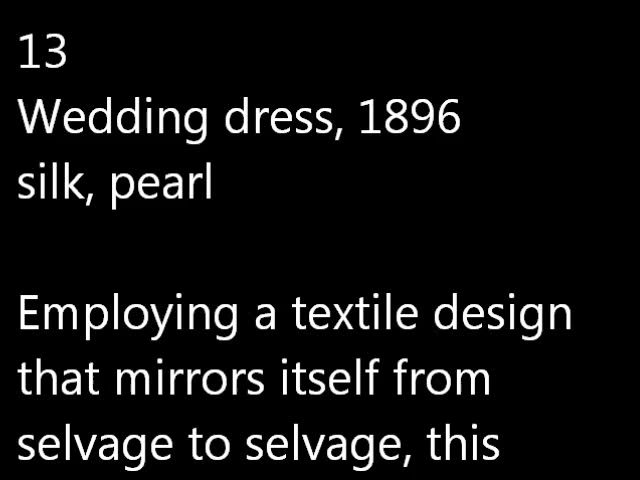 13
Wedding dress, 1896
silk, pearl
Employing a textile design
that mirrors itself from
selvage to selvage, this